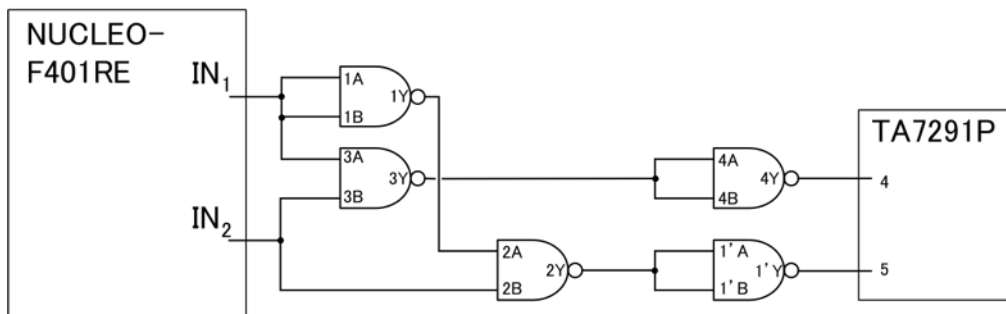 NUCLEO-
F401RE
IN1
IN2
1A
1B
1Y
3A
3B
3Y
2A
2B
2Y
4A
4B
4Y
1'A
1'B
1'Y
TA7291P
4
5